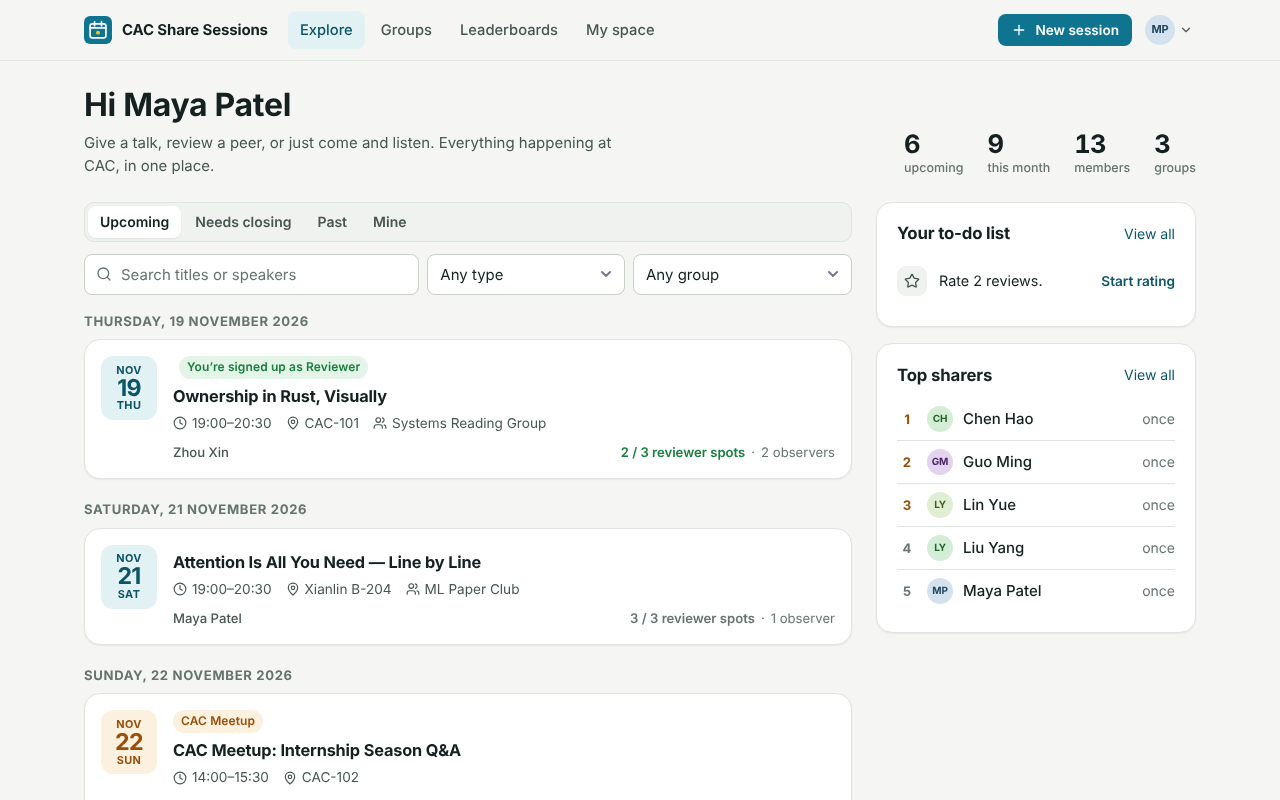 CAC Share Sessions
Explore
Groups
Leaderboards
My space
New session
MP
Hi Maya Patel
Give a talk, review a peer, or just come and listen. Everything happening at
CAC, in one place.
6
upcoming
9
this month
13
members
3
groups
Upcoming
Needs closing
Past
Mine
Search titles or speakers
Any type
Any group
THURSDAY, 19 NOVEMBER 2026
NOV
19
THU
You’re signed up as Reviewer
Ownership in Rust, Visually
19:00–20:30
CAC-101
Systems Reading Group
Zhou Xin
2 / 3 reviewer spots · 2 observers
SATURDAY, 21 NOVEMBER 2026
NOV
21
SAT
Attention Is All You Need — Line by Line
19:00–20:30
Xianlin B-204
ML Paper Club
Maya Patel
3 / 3 reviewer spots · 1 observer
SUNDAY, 22 NOVEMBER 2026
NOV
22
SUN
CAC Meetup
CAC Meetup: Internship Season Q&A
14:00–15:30
CAC-102
Your to-do list
View all
Rate 2 reviews.
Start rating
Top sharers
View all
1 CH Chen Hao once
2 GM Guo Ming once
3 LY Lin Yue once
4 LY Liu Yang once
5 MP Maya Patel once